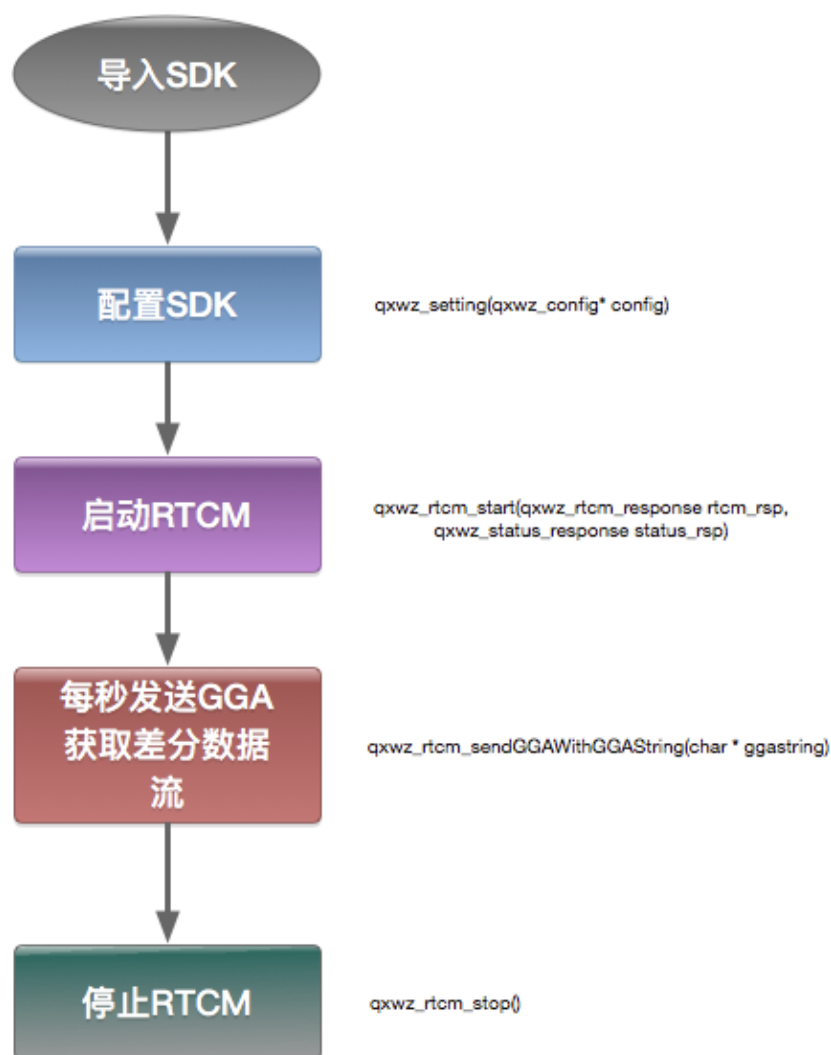 导入SDK
配置SDK
qxwz_setting(qxwz_config* config)
启动RTCM
qxwz_rtcm_start(qxwz_rtcm_response rtcm_rsp,
qxwz_status_response status_rsp)
每秒发送GGA
获取差分数据
流
qxwz_rtcm_sendGGAWithGGAString(char * ggastring)
停止RTCM
qxwz_rtcm_stop()